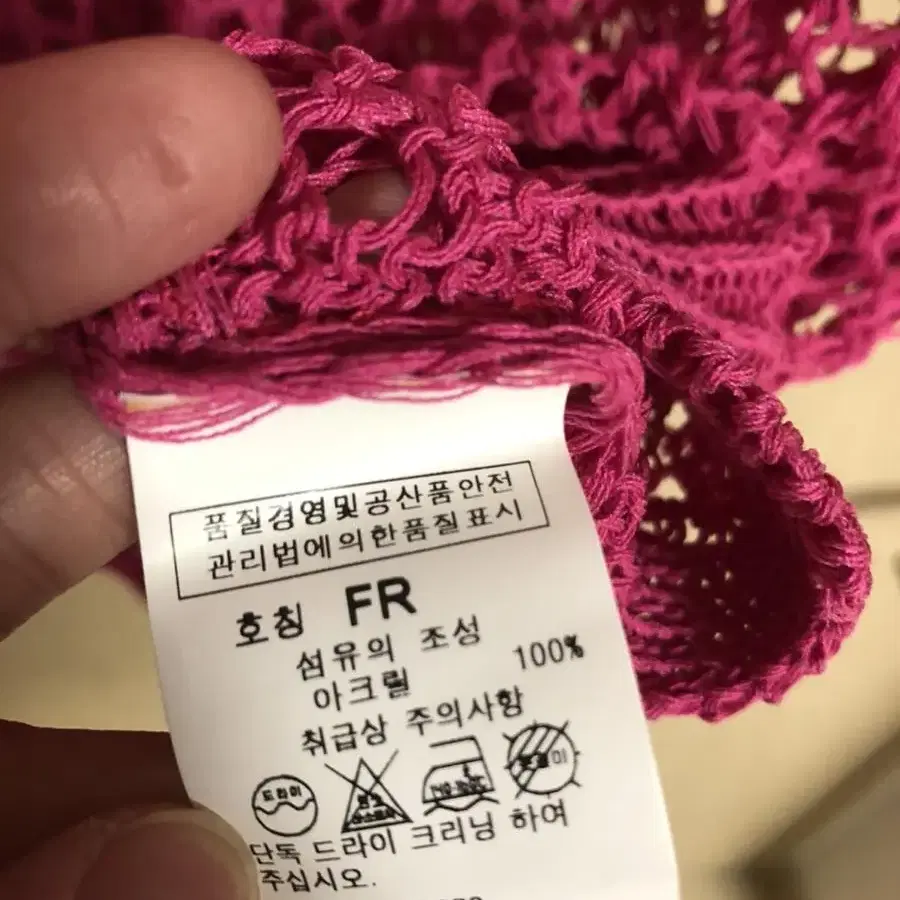 품질경영및공산품안전
관리법에의한품질표시
호칭 FR
섬유의 조성
아크릴 100%
취급상 주의사항
드라이
단독 드라이 크리닝 하여
주십시오.